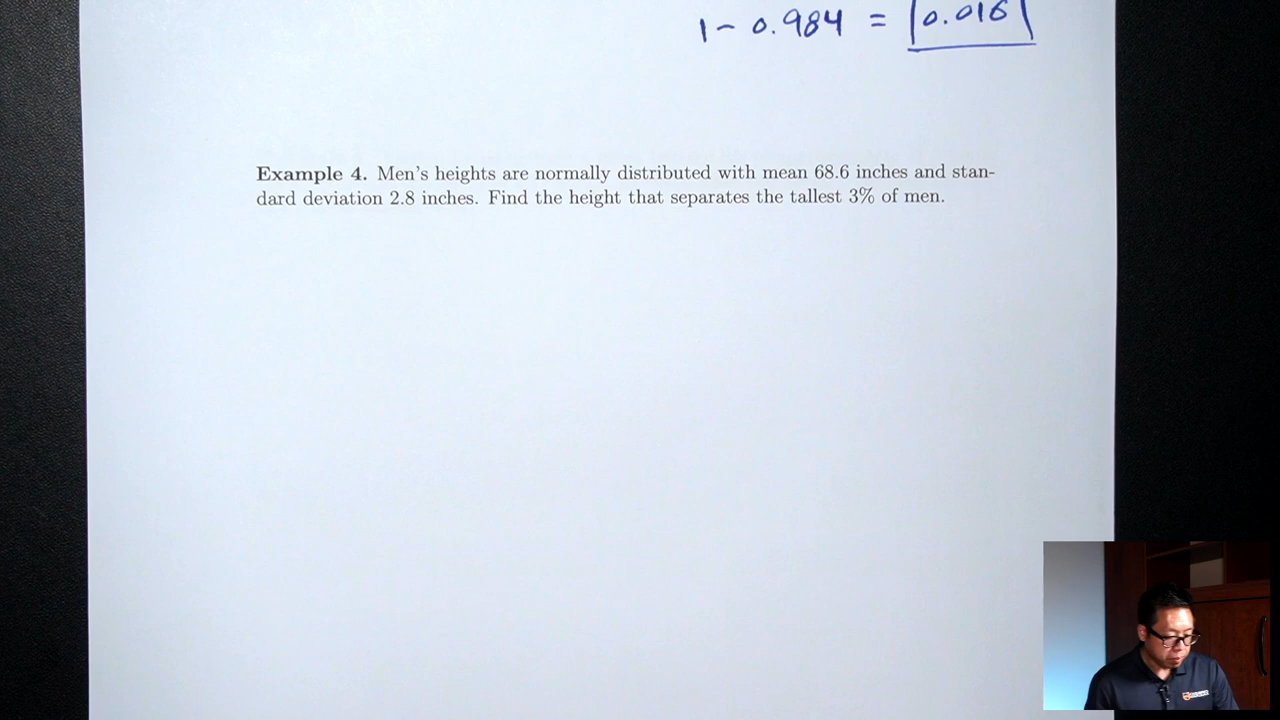 1 - 0.984 = 0.016
Example 4. Men's heights are normally distributed with mean 68.6 inches and stan-
dard deviation 2.8 inches. Find the height that separates the tallest 3% of men.